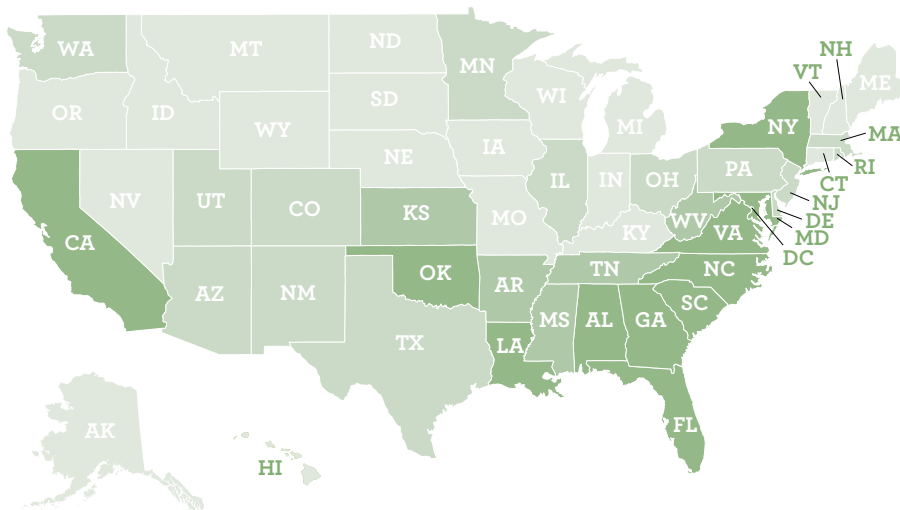 NH
WA
MT
ND
VT
MN
ME
OR
ID
SD
WI
NY
MA
WY
MI
IA
NE
PA
RI
NV
UT
CO
IL
IN
OH
CT
NJ
KS
MO
WV
DE
CA
KY
VA
MD
DC
OK
TN
NC
AZ
NM
AR
SC
MS
AL
GA
TX
LA
FL
AK
HI